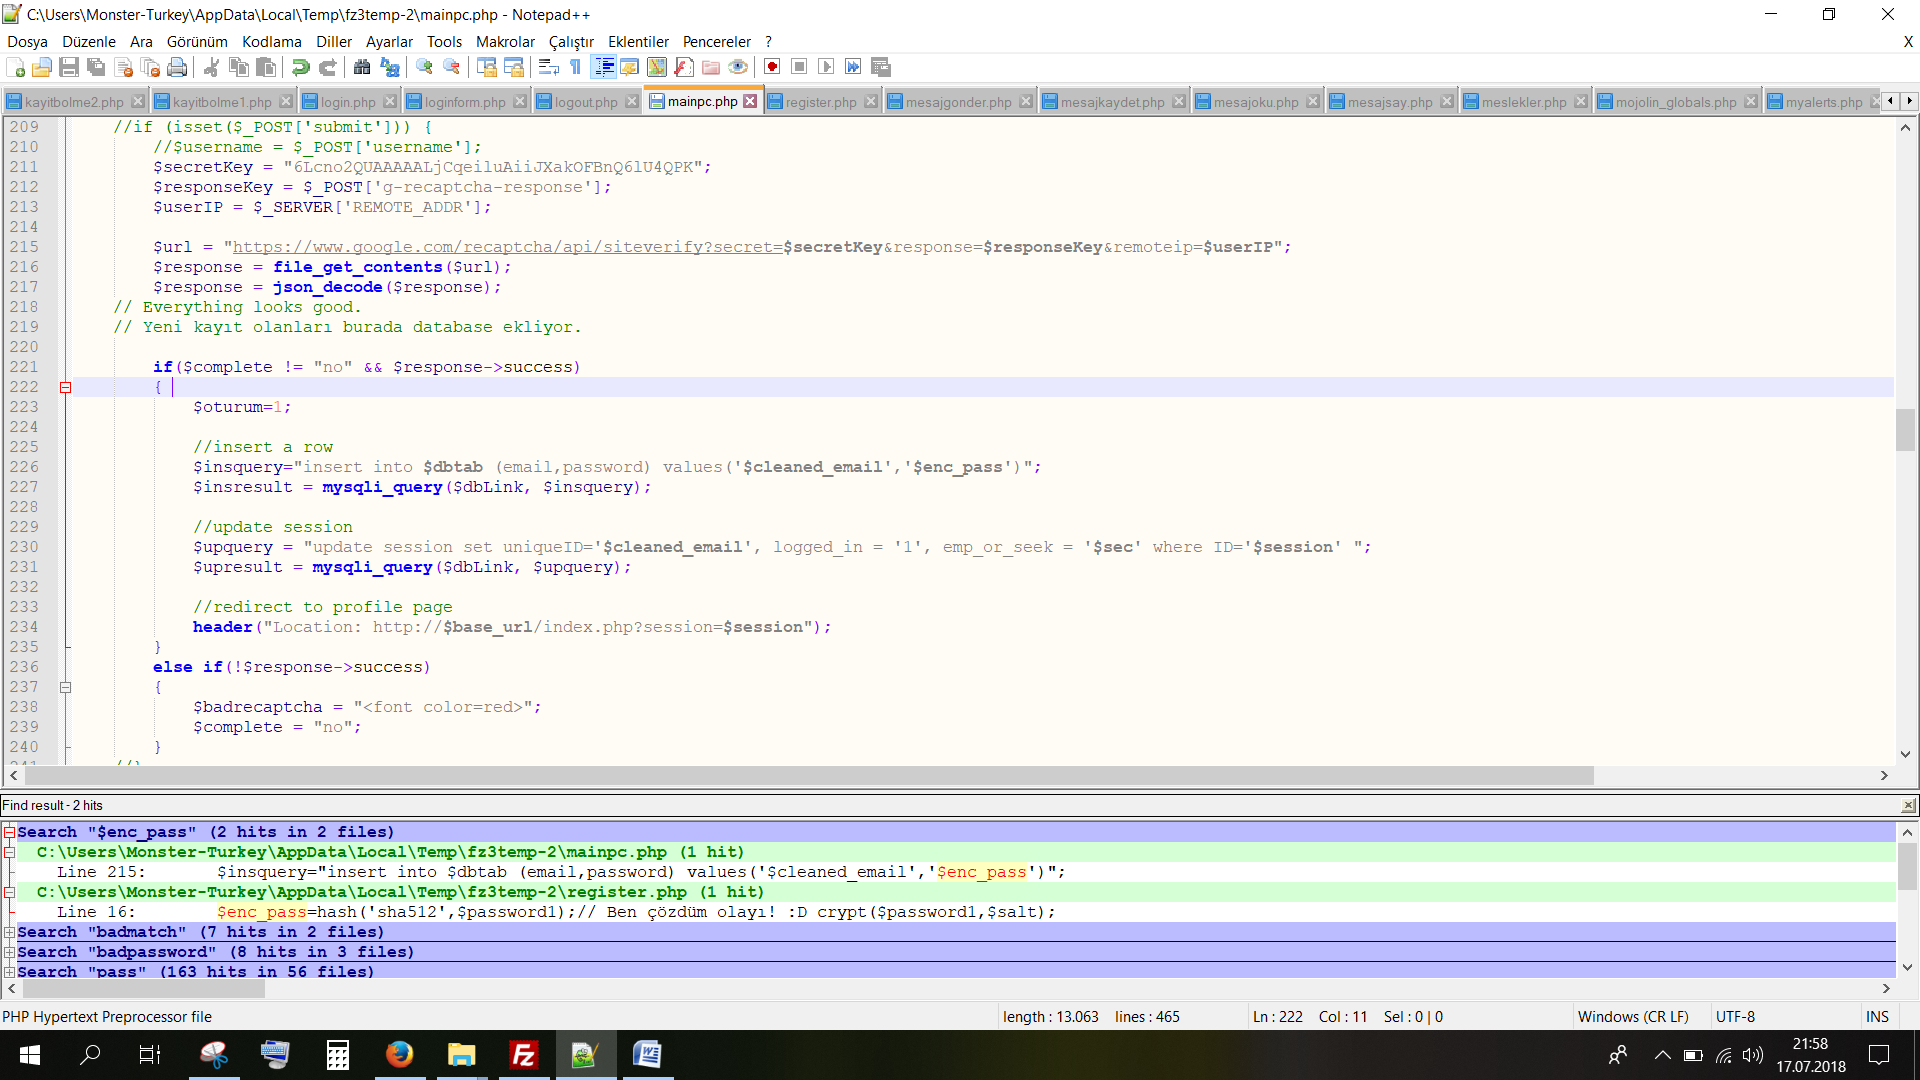 C:\Users\Monster-Turkey\AppData\Local\Temp\fz3temp-2\mainpc.php - Notepad++
Dosya Düzenle Ara Görünüm Kodlama Diller Ayarlar Tools Makrolar Çalıştır Eklentiler Pencereler ? X
kayitbolme2.php kayitbolme1.php login.php loginform.php logout.php mainpc.php register.php mesajgonder.php mesajkaydet.php mesajoku.php mesajsay.php meslekler.php mojolin_globals.php myalerts.php
209 //if (isset($_POST['submit'])) {
210 //$username = $_POST['username'];
211 $secretKey = "6Lcno2QUAAAAALjCqeiluAiiJXakOFBnQ6lU4QPK";
212 $responseKey = $_POST['g-recaptcha-response'];
213 $userIP = $_SERVER['REMOTE_ADDR'];
214
215 $url = "https://www.google.com/recaptcha/api/siteverify?secret=$secretKey&response=$responseKey&remoteip=$userIP";
216 $response = file_get_contents($url);
217 $response = json_decode($response);
218 // Everything looks good.
219 // Yeni kayıt olanları burada database ekliyor.
220
221 if($complete != "no" && $response->success)
222 {
223 $oturum=1;
224
225 //insert a row
226 $insquery="insert into $dbtab (email,password) values('$cleaned_email','$enc_pass')";
227 $insresult = mysqli_query($dbLink, $insquery);
228
229 //update session
230 $upquery = "update session set uniqueID='$cleaned_email', logged_in = '1', emp_or_seek = '$sec' where ID='$session' ";
231 $upresult = mysqli_query($dbLink, $upquery);
232
233 //redirect to profile page
234 header("Location: http://$base_url/index.php?session=$session");
235 }
236 else if(!$response->success)
237 {
238 $badrecaptcha = "<font color=red>";
239 $complete = "no";
240 }
241 //}
Find result - 2 hits
Search "$enc_pass" (2 hits in 2 files)
C:\Users\Monster-Turkey\AppData\Local\Temp\fz3temp-2\mainpc.php (1 hit)
Line 215: $insquery="insert into $dbtab (email,password) values('$cleaned_email','$enc_pass')";
C:\Users\Monster-Turkey\AppData\Local\Temp\fz3temp-2\register.php (1 hit)
Line 16: $enc_pass=hash('sha512',$password1);// Ben çözdüm olayı! :D crypt($password1,$salt);
Search "badmatch" (7 hits in 2 files)
Search "badpassword" (8 hits in 3 files)
Search "pass" (163 hits in 56 files)
PHP Hypertext Preprocessor file length : 13.063 lines : 465 Ln : 222 Col : 11 Sel : 0 | 0 Windows (CR LF) UTF-8 INS
21:58
17.07.2018